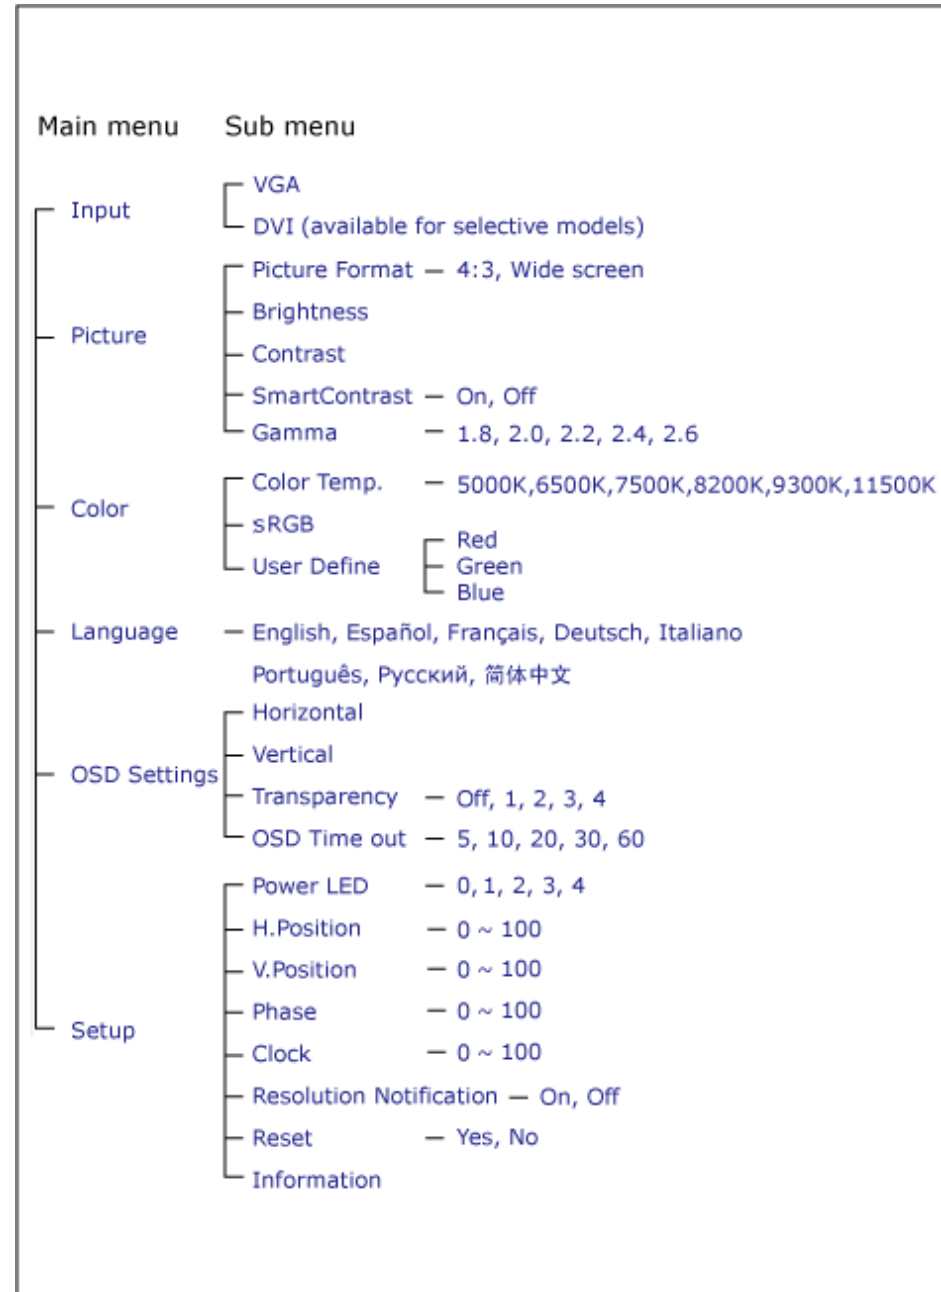 Main menu Sub menu
VGA
Input
DVI (available for selective models)
Picture Format — 4:3, Wide screen
Brightness
Picture
Contrast
SmartContrast — On, Off
Gamma — 1.8, 2.0, 2.2, 2.4, 2.6
Color Temp. — 5000K,6500K,7500K,8200K,9300K,11500K
Color
sRGB
Red
User Define Green
Blue
Language — English, Español, Français, Deutsch, Italiano
Português, Русский, 简体中文
Horizontal
Vertical
OSD Settings
Transparency — Off, 1, 2, 3, 4
OSD Time out — 5, 10, 20, 30, 60
Power LED — 0, 1, 2, 3, 4
H.Position — 0 ~ 100
V.Position — 0 ~ 100
Phase — 0 ~ 100
Setup
Clock — 0 ~ 100
Resolution Notification — On, Off
Reset — Yes, No
Information